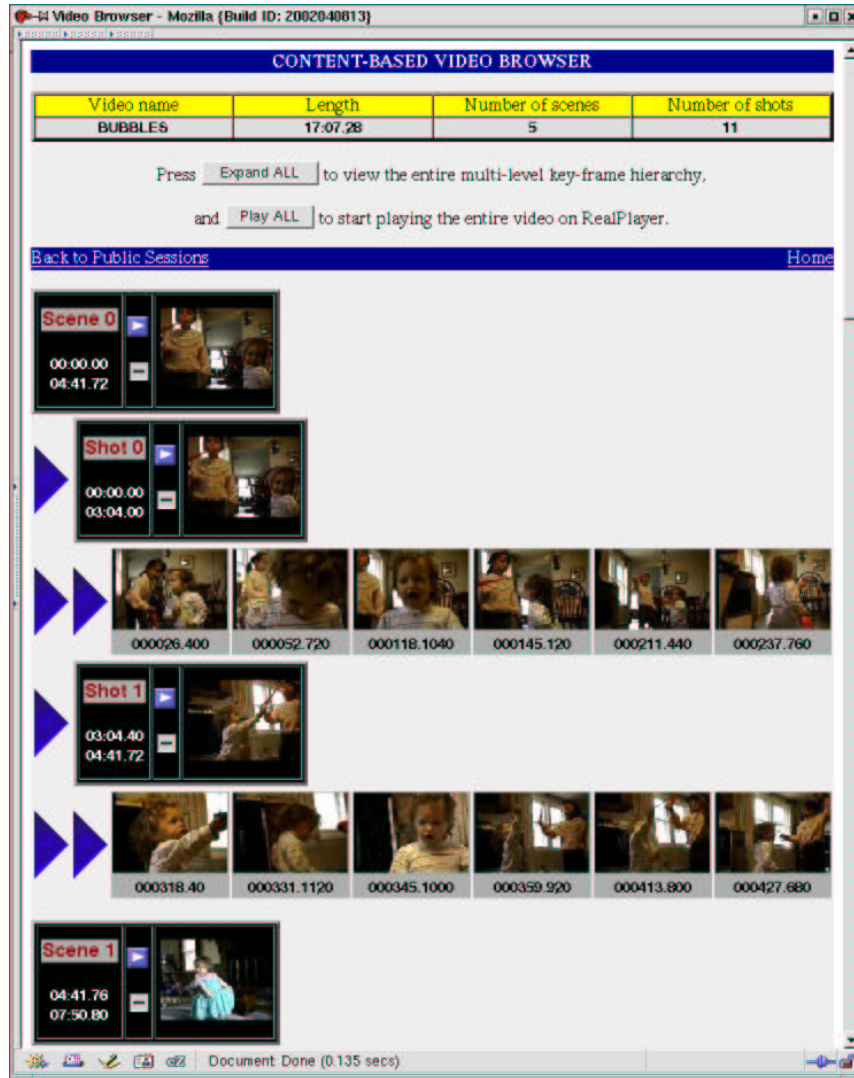 Video Browser - Mozilla {Build ID: 2002040813}
CONTENT-BASED VIDEO BROWSER
Video name Length Number of scenes Number of shots
BUBBLES 17:07.28 5 11
Press Expand ALL to view the entire multi-level key-frame hierarchy,
and Play ALL to start playing the entire video on RealPlayer.
Back to Public Sessions Home
Scene 0
00:00.00
04:41.72
Shot 0
00:00.00
03:04.00
000026.400 000052.720 000118.1040 000145.120 000211.440 000237.760
Shot 1
03:04.40
04:41.72
000318.40 000331.1120 000345.1000 000359.920 000413.800 000427.680
Scene 1
04:41.76
07:50.80
Document: Done (0.135 secs)